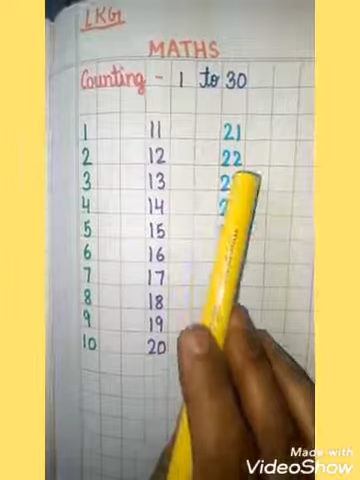 LKG
MATHS
Counting - 1 to 30
1 11 21
2 12 22
3 13
4 14
5 15
6 16
7 17
8 18
9 19
10 20
Made with
VideoShow